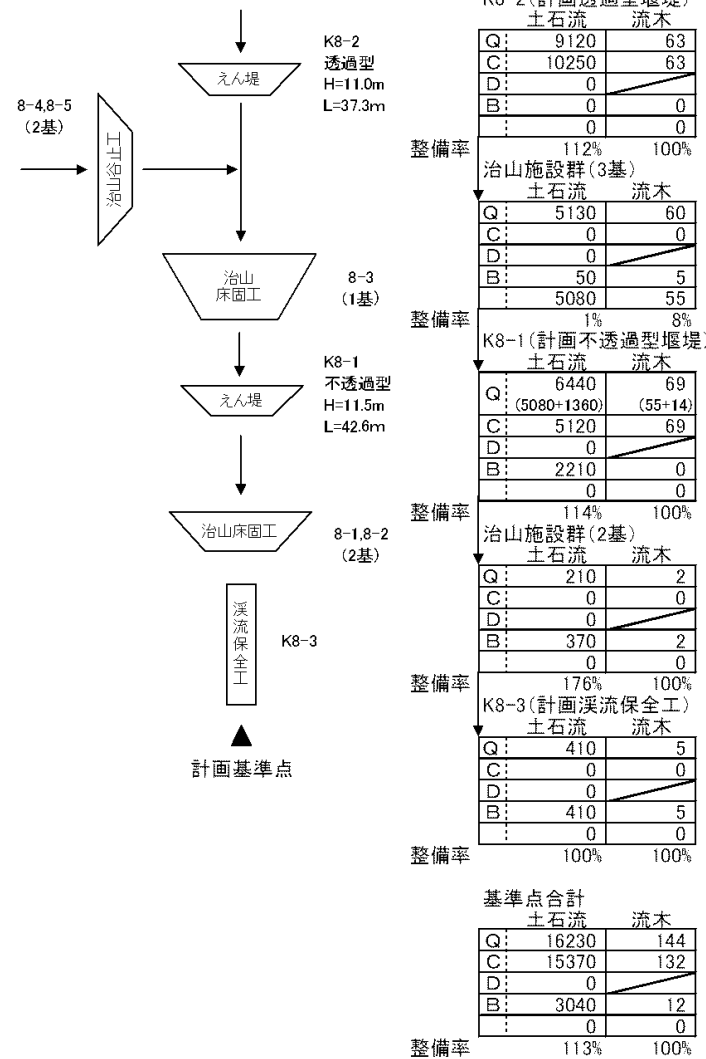 K8-2
透過型
H=11.0m
L=37.3m
えん堤
8-4,8-5
(2基)
治山谷止工
治山
床固工
8-3
(1基)
K8-1
不透過型
H=11.5m
L=42.6m
えん堤
治山床固工
8-1,8-2
(2基)
渓流保全工
K8-3
計画基準点
K8-2(計画透過型堰堤)
土石流 流木
Q 9120 63
C 10250 63
D 0
B 0 0
0 0
整備率 112% 100%
治山施設群(3基)
土石流 流木
Q 5130 60
C 0 0
D 0
B 50 5
5080 55
整備率 1% 8%
K8-1(計画不透過型堰堤)
土石流 流木
Q 6440 69
(5080+1360) (55+14)
C 5120 69
D 0
B 2210 0
0 0
整備率 114% 100%
治山施設群(2基)
土石流 流木
Q 210 2
C 0 0
D 0
B 370 2
0 0
整備率 176% 100%
K8-3(計画渓流保全工)
土石流 流木
Q 410 5
C 0 0
D 0
B 410 5
0 0
整備率 100% 100%
基準点合計
土石流 流木
Q 16230 144
C 15370 132
D 0
B 3040 12
0 0
整備率 113% 100%